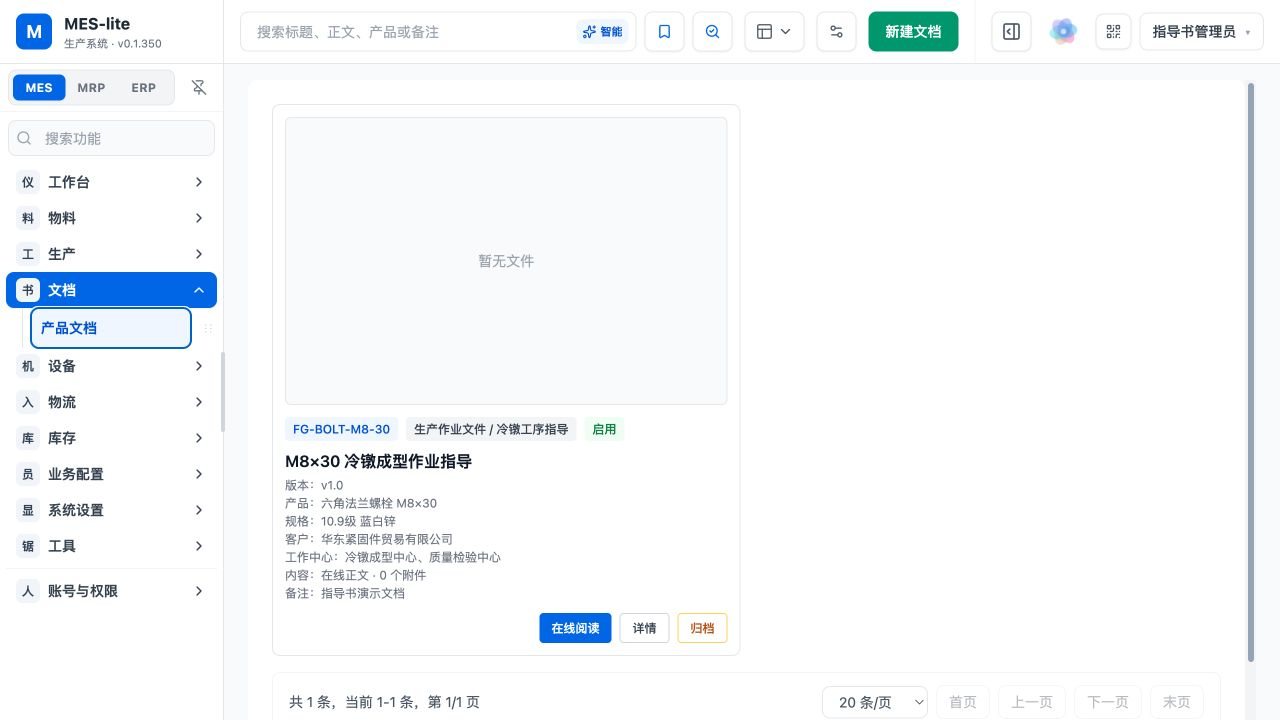 M
MES-lite
生产系统 · v0.1.350
搜索标题、正文、产品或备注
智能
新建文档
指导书管理员
MES
MRP
ERP
搜索功能
仪 工作台
料 物料
工 生产
书 文档
产品文档
机 设备
入 物流
库 库存
员 业务配置
显 系统设置
锯 工具
人 账号与权限
暂无文件
FG-BOLT-M8-30
生产作业文件 / 冷镦工序指导
启用
M8×30 冷镦成型作业指导
版本：v1.0
产品：六角法兰螺栓 M8×30
规格：10.9级 蓝白锌
客户：华东紧固件贸易有限公司
工作中心：冷镦成型中心、质量检验中心
内容：在线正文 · 0 个附件
备注：指导书演示文档
在线阅读
详情
归档
共 1 条，当前 1-1 条，第 1/1 页
20 条/页
首页
上一页
下一页
末页